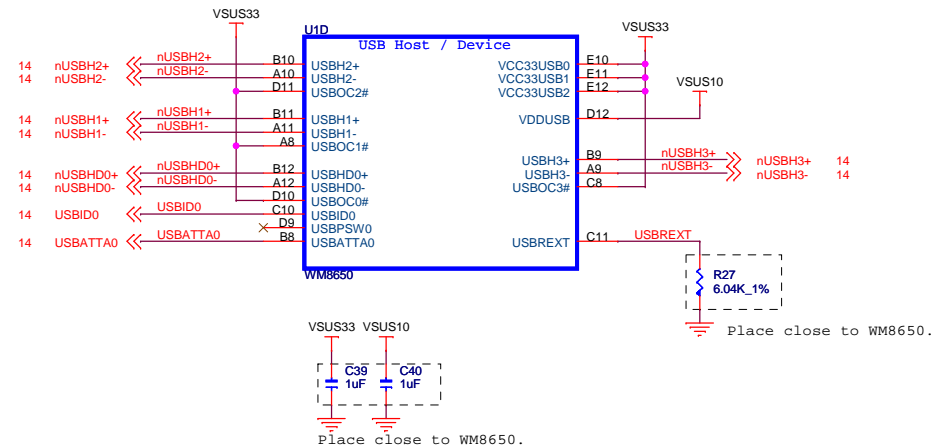 VSUS33
U1D
USB Host / Device
VSUS33
VSUS10
14 nUSBH2+ nUSBH2+ B10 USBH2+
14 nUSBH2- nUSBH2- A10 USBH2-
D11 USBOC2#
14 nUSBH1+ nUSBH1+ B11 USBH1+
14 nUSBH1- nUSBH1- A11 USBH1-
A8 USBOC1#
14 nUSBHD0+ nUSBHD0+ B12 USBHD0+
14 nUSBHD0- nUSBHD0- A12 USBHD0-
D10 USBOC0#
14 USBID0 USBID0 C10 USBID0
D9 USBPSW0
14 USBATTA0 USBATTA0 B8 USBATTA0
VCC33USB0 E10
VCC33USB1 E11
VCC33USB2 E12
VDDUSB D12
USBH3+ B9 nUSBH3+ nUSBH3+ 14
USBH3- A9 nUSBH3- nUSBH3- 14
USBOC3# C8
USBREXT C11 USBREXT
WM8650
R27
6.04K_1%
Place close to WM8650.
VSUS33 VSUS10
C39 C40
1uF 1uF
Place close to WM8650.